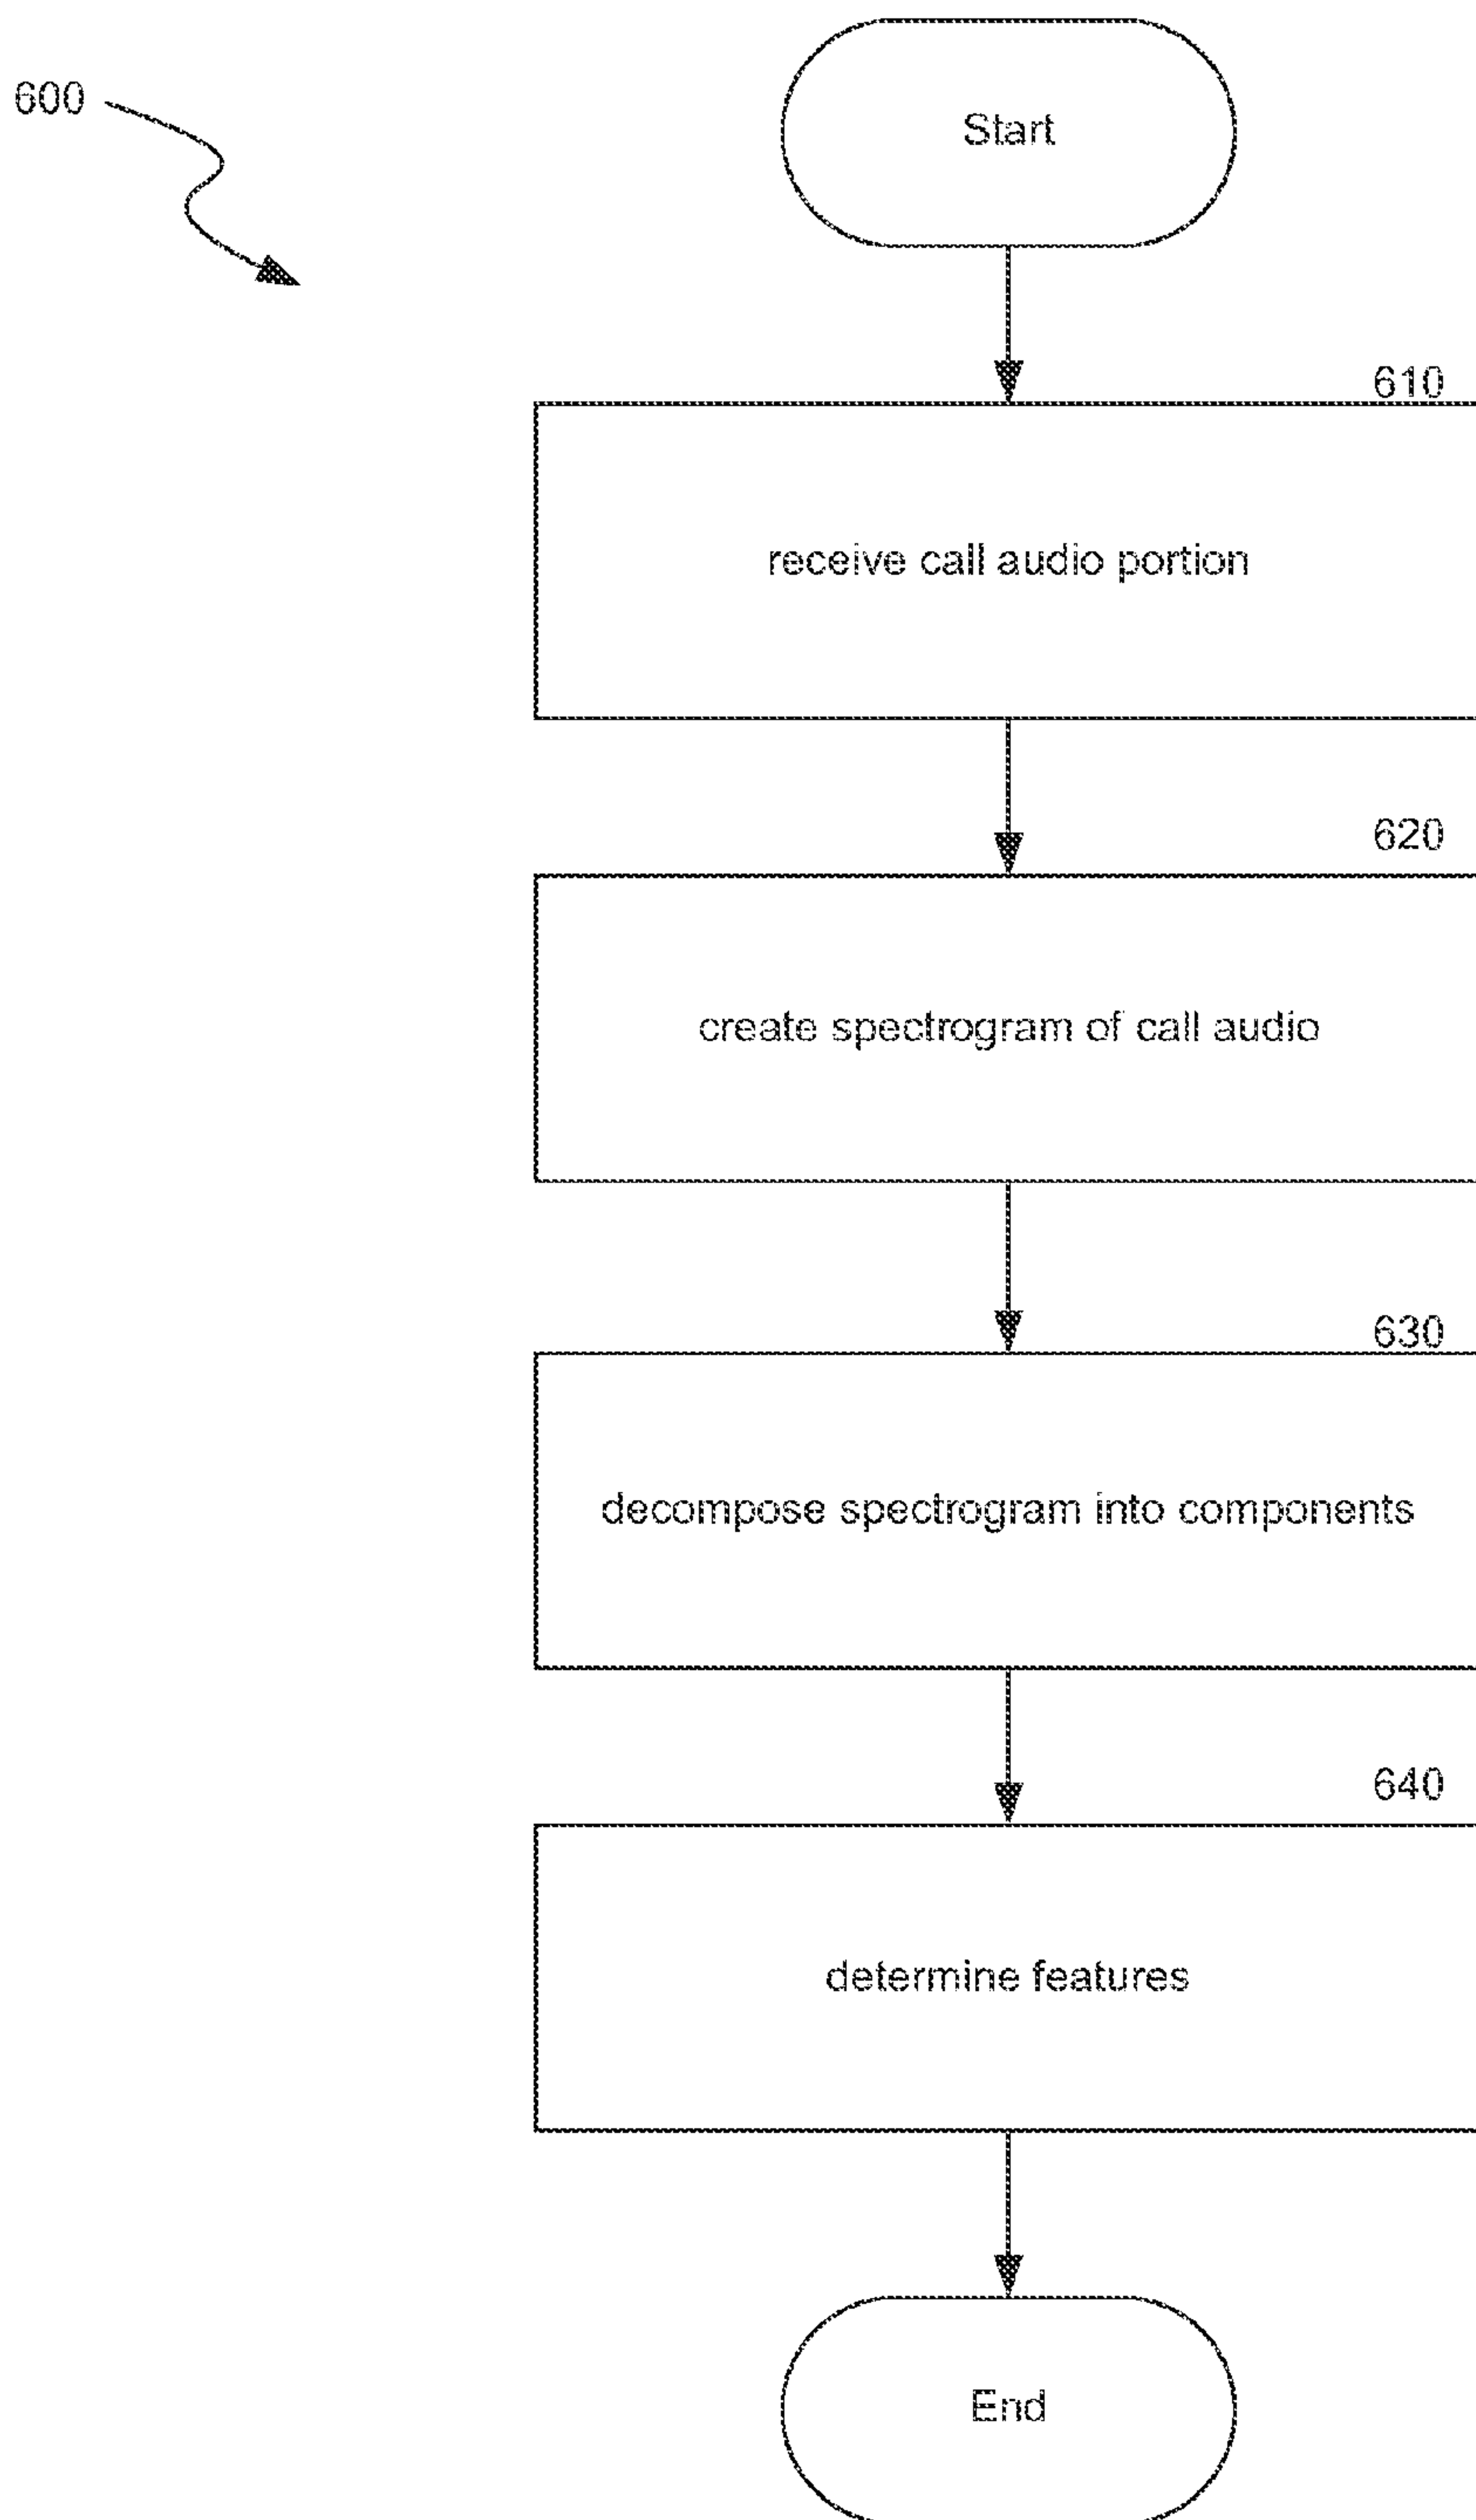 600
Start
610
receive call audio portion
620
create spectrogram of call audio
630
decompose spectrogram into components
640
determine features
End